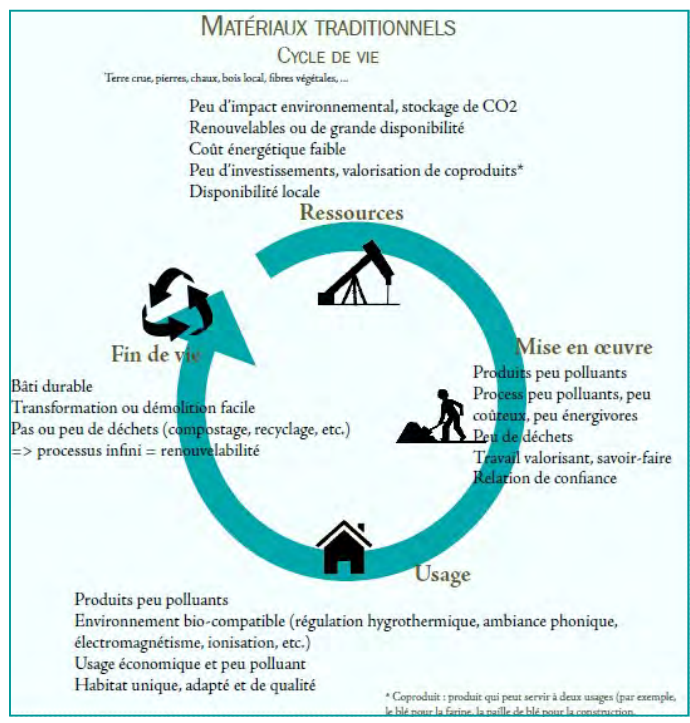 MATÉRIAUX TRADITIONNELS
CYCLE DE VIE
Terre crue, pierres, chaux, bois local, fibres végétales, ...
Peu d'impact environnemental, stockage de CO2
Renouvelables ou de grande disponibilité
Coût énergétique faible
Peu d'investissements, valorisation de coproduits*
Disponibilité locale
Ressources
Mise en œuvre
Produits peu polluants
Process peu polluants, peu
coûteux, peu énergivores
Peu de déchets
Travail valorisant, savoir-faire
Relation de confiance
Fin de vie
Bâti durable
Transformation ou démolition facile
Pas ou peu de déchets (compostage, recyclage, etc.)
=> processus infini = renouvelabilité
Usage
Produits peu polluants
Environnement bio-compatible (régulation hygrothermique, ambiance phonique,
électromagnétisme, ionisation, etc.)
Usage économique et peu polluant
Habitat unique, adapté et de qualité
* Coproduit : produit qui peut servir à deux usages (par exemple,
le blé pour la farine, la paille de blé pour la construction.